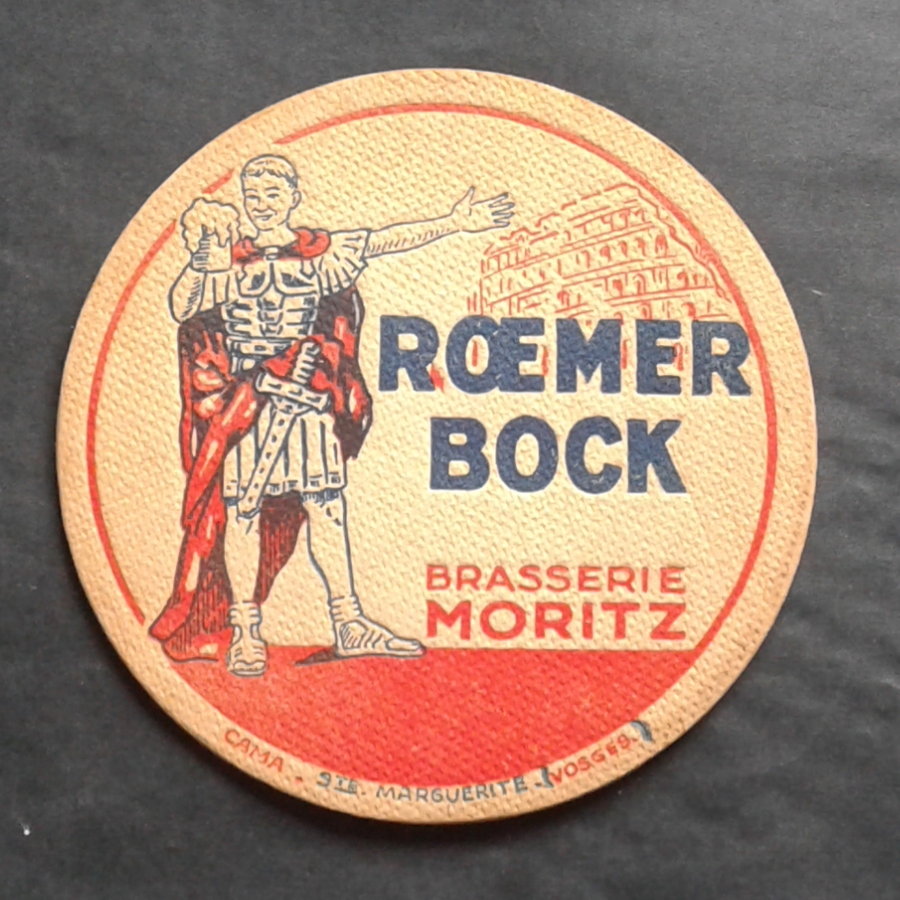 RŒMER
BOCK
BRASSERIE
MORITZ
CAMA - STE. MARGUERITE - (VOSGES.)